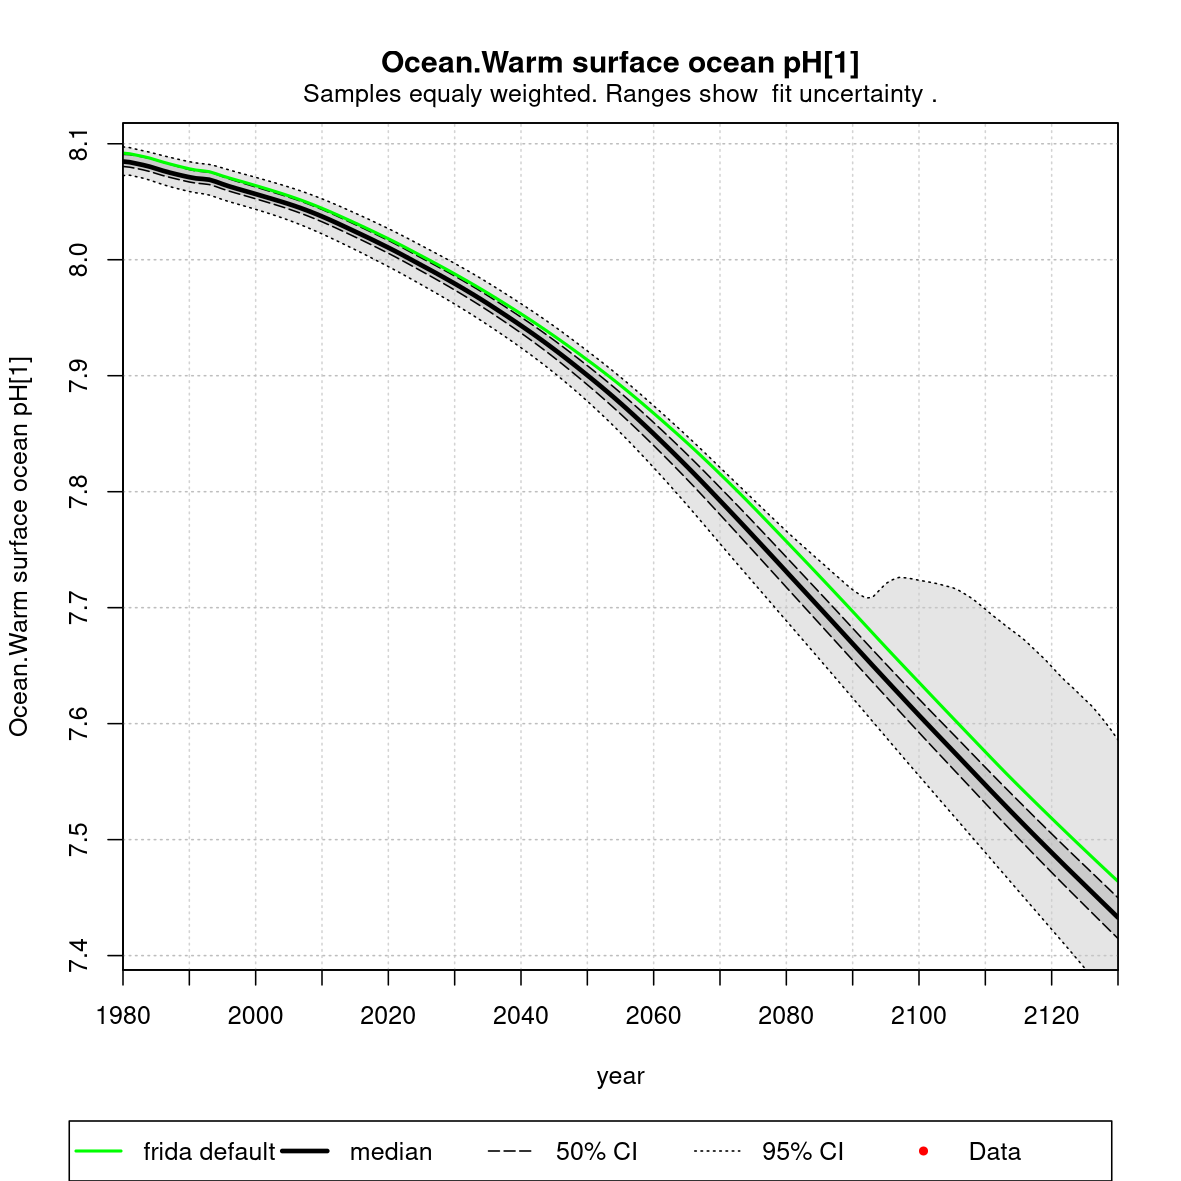 Ocean.Warm surface ocean pH[1]
Samples equaly weighted. Ranges show  fit uncertainty .
Ocean.Warm surface ocean pH[1]
8.1
8.0
7.9
7.8
7.7
7.6
7.5
7.4
1980 2000 2020 2040 2060 2080 2100 2120
year
frida default median 50% CI 95% CI Data